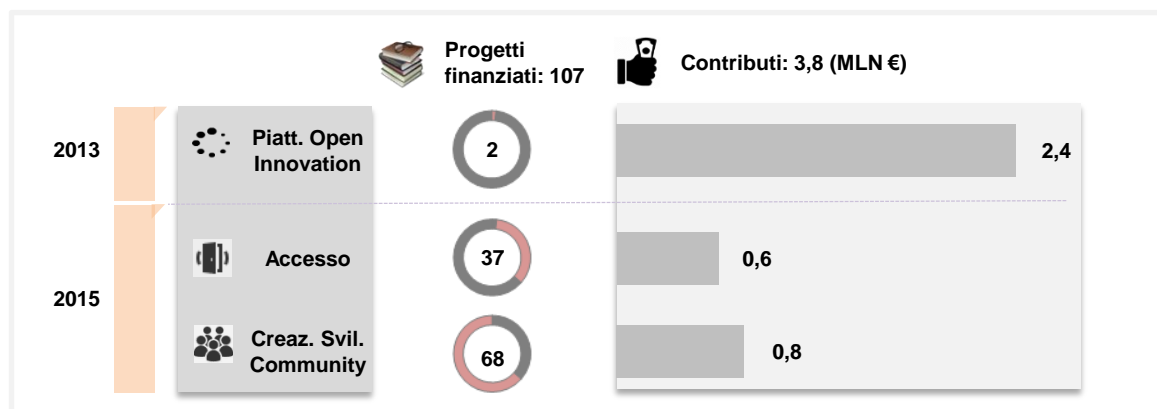 Progetti
finanziati: 107
Contributi: 3,8 (MLN €)
2013
Piatt. Open
Innovation
2
2,4
2015
Accesso
37
0,6
Creaz. Svil.
Community
68
0,8